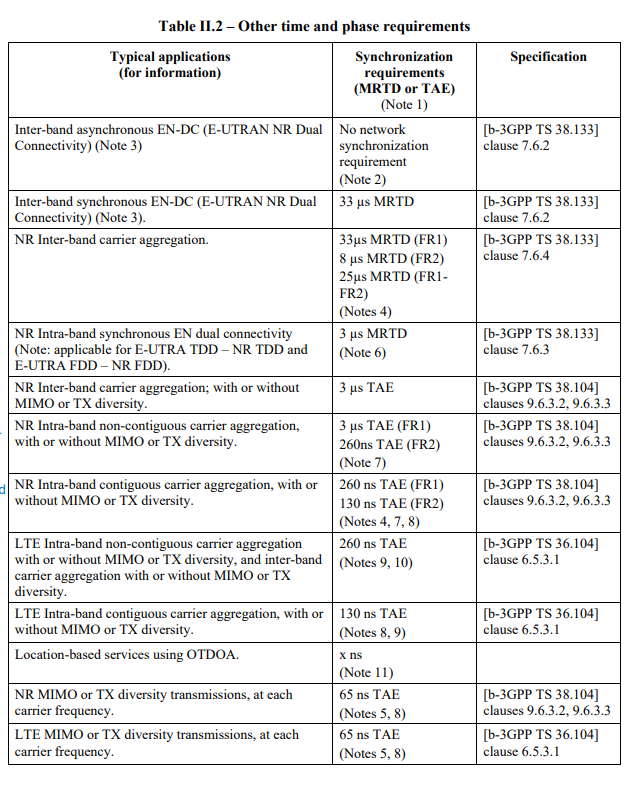 Table II.2 – Other time and phase requirements
Typical applications
(for information)
Synchronization
requirements
(MRTD or TAE)
(Note 1)
Specification
Inter-band asynchronous EN-DC (E-UTRAN NR Dual
Connectivity) (Note 3)
No network
synchronization
requirement
(Note 2)
[b-3GPP TS 38.133]
clause 7.6.2
Inter-band synchronous EN-DC (E-UTRAN NR Dual
Connectivity) (Note 3).
33 µs MRTD
[b-3GPP TS 38.133]
clause 7.6.2
NR Inter-band carrier aggregation.
33µs MRTD (FR1)
8 µs MRTD (FR2)
25µs MRTD (FR1-
FR2)
(Notes 4)
[b-3GPP TS 38.133]
clause 7.6.4
NR Intra-band synchronous EN dual connectivity
(Note: applicable for E-UTRA TDD – NR TDD and
E-UTRA FDD – NR FDD).
3 µs MRTD
(Note 6)
[b-3GPP TS 38.133]
clause 7.6.3
NR Inter-band carrier aggregation; with or without
MIMO or TX diversity.
3 µs TAE
[b-3GPP TS 38.104]
clauses 9.6.3.2, 9.6.3.3
NR Intra-band non-contiguous carrier aggregation,
with or without MIMO or TX diversity.
3 µs TAE (FR1)
260ns TAE (FR2)
(Note 7)
[b-3GPP TS 38.104]
clauses 9.6.3.2, 9.6.3.3
d
NR Intra-band contiguous carrier aggregation, with or
without MIMO or TX diversity.
260 ns TAE (FR1)
130 ns TAE (FR2)
(Notes 4, 7, 8)
[b-3GPP TS 38.104]
clauses 9.6.3.2, 9.6.3.3
LTE Intra-band non-contiguous carrier aggregation
with or without MIMO or TX diversity, and inter-band
carrier aggregation with or without MIMO or TX
diversity.
260 ns TAE
(Notes 9, 10)
[b-3GPP TS 36.104]
clause 6.5.3.1
LTE Intra-band contiguous carrier aggregation, with or
without MIMO or TX diversity.
130 ns TAE
(Notes 8, 9)
[b-3GPP TS 36.104]
clause 6.5.3.1
Location-based services using OTDOA.
x ns
(Note 11)
NR MIMO or TX diversity transmissions, at each
carrier frequency.
65 ns TAE
(Notes 5, 8)
[b-3GPP TS 38.104]
clauses 9.6.3.2, 9.6.3.3
LTE MIMO or TX diversity transmissions, at each
carrier frequency.
65 ns TAE
(Notes 5, 8)
[b-3GPP TS 36.104]
clause 6.5.3.1